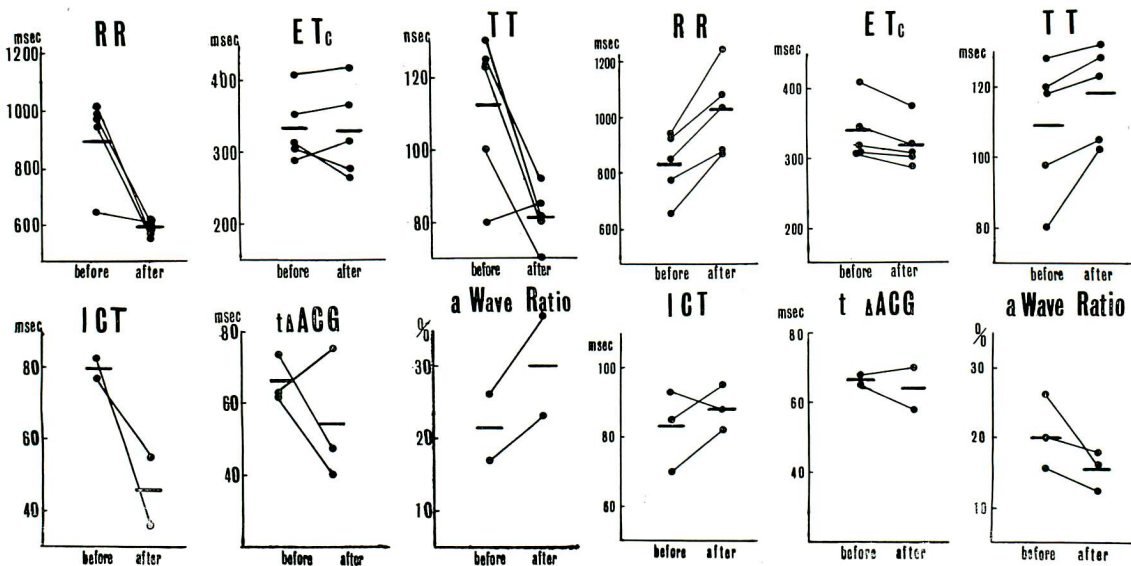 RR
msec
1200
1000
800
600
before after
ETc
msec
400
300
200
before after
TT
msec
120
100
80
before after
RR
msec
1200
1000
800
600
before after
ETc
msec
400
300
200
before after
TT
msec
120
100
80
before after
ICT
msec
80
60
40
before after
t△ACG
msec
80
60
40
before after
a Wave Ratio
%
30
20
10
before after
ICT
msec
100
80
60
before after
t △ACG
msec
80
60
40
before after
a Wave Ratio
%
30
20
10
before after